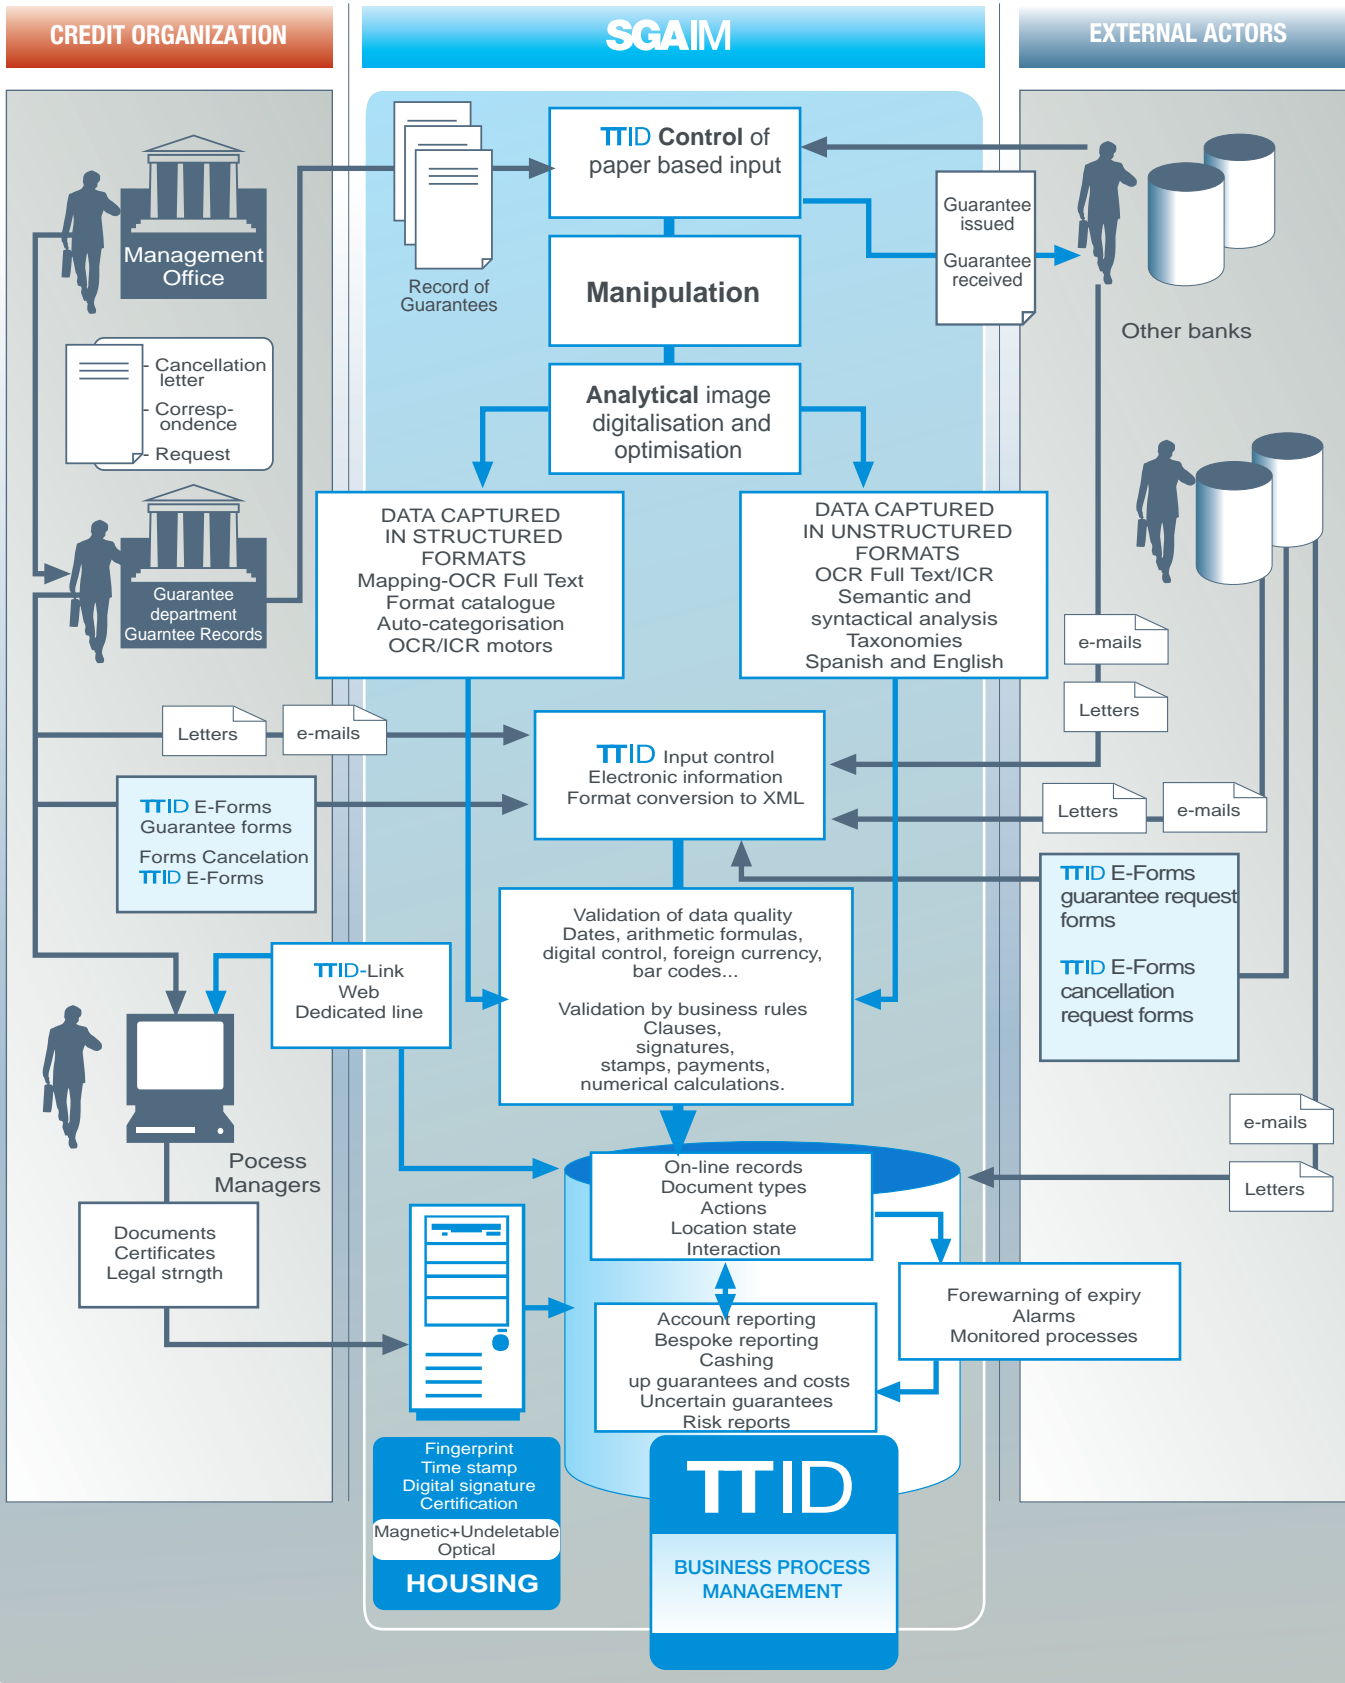 CREDIT ORGANIZATION
SGAIM
EXTERNAL ACTORS
Management
Office
- Cancellation
letter
- Corresp-
ondence
- Request
Guarantee
department
Guarntee Records
Record of
Guarantees
TTID Control of
paper based input
Manipulation
Analytical image
digitalisation and
optimisation
Guarantee
issued
Guarantee
received
Other banks
DATA CAPTURED
IN STRUCTURED
FORMATS
Mapping-OCR Full Text
Format catalogue
Auto-categorisation
OCR/ICR motors
DATA CAPTURED
IN UNSTRUCTURED
FORMATS
OCR Full Text/ICR
Semantic and
syntactical analysis
Taxonomies
Spanish and English
e-mails
Letters
Letters
e-mails
TTID Input control
Electronic information
Format conversion to XML
Letters
e-mails
TTID E-Forms
Guarantee forms
Forms Cancelation
TTID E-Forms
TTID E-Forms
guarantee request
forms
TTID E-Forms
cancellation
request forms
TTID-Link
Web
Dedicated line
Validation of data quality
Dates, arithmetic formulas,
digital control, foreign currency,
bar codes...
Validation by business rules
Clauses,
signatures,
stamps, payments,
numerical calculations.
e-mails
Letters
Pocess
Managers
Documents
Certificates
Legal strngth
On-line records
Document types
Actions
Location state
Interaction
Forewarning of expiry
Alarms
Monitored processes
Account reporting
Bespoke reporting
Cashing
up guarantees and costs
Uncertain guarantees
Risk reports
Fingerprint
Time stamp
Digital signature
Certification
Magnetic+Undeletable
Optical
HOUSING
TTID
BUSINESS PROCESS
MANAGEMENT